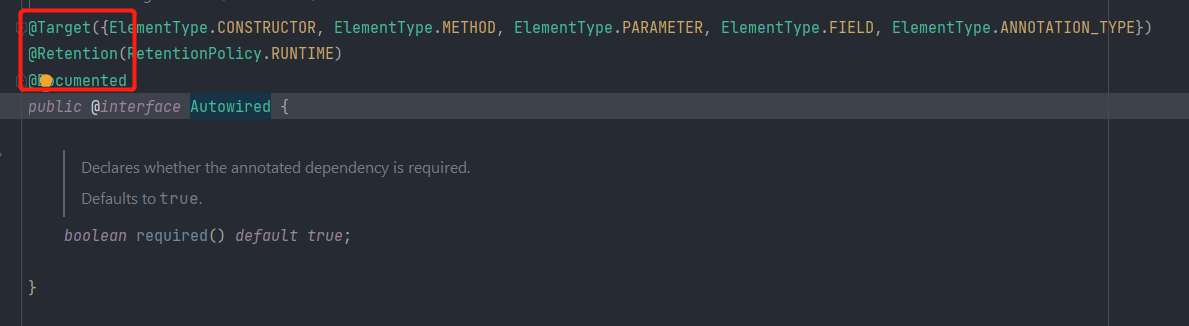 @Target({ElementType.CONSTRUCTOR, ElementType.METHOD, ElementType.PARAMETER, ElementType.FIELD, ElementType.ANNOTATION_TYPE})
@Retention(RetentionPolicy.RUNTIME)
@Documented
public @interface Autowired {
Declares whether the annotated dependency is required.
Defaults to true.
boolean required() default true;
}